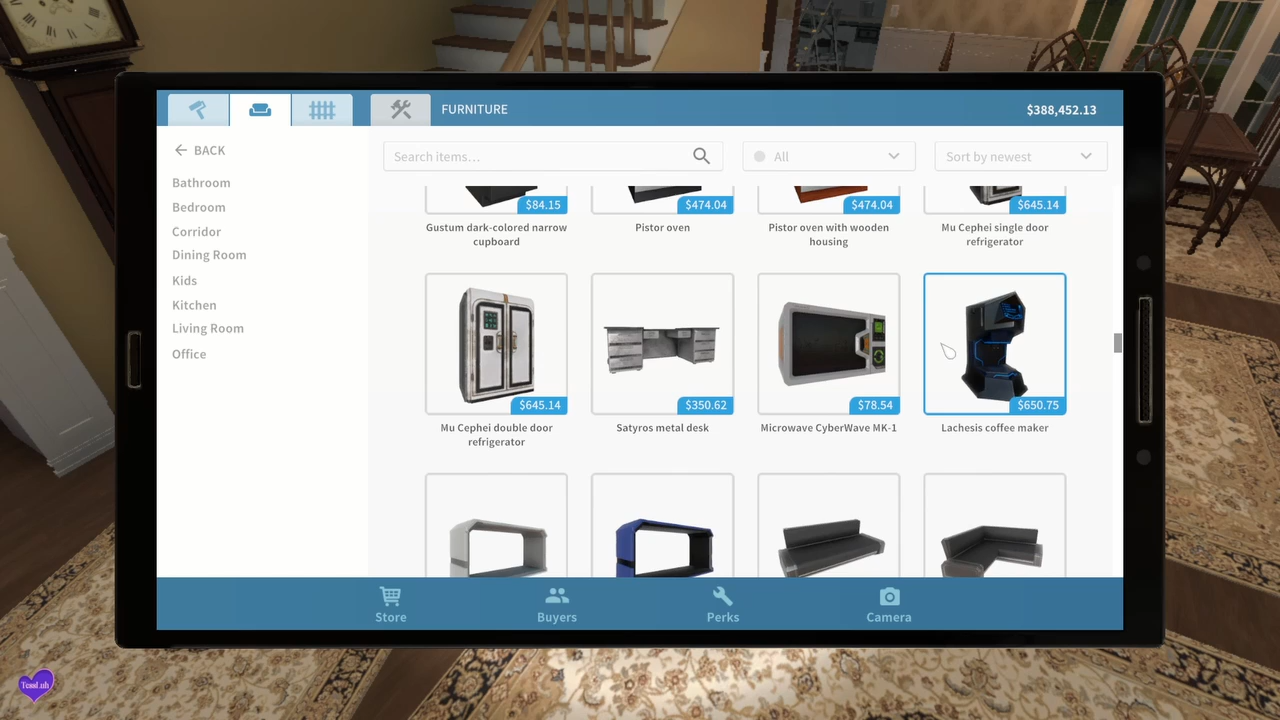 FURNITURE
$388,452.13
BACK
Search items...
All
Sort by newest
Bathroom
Bedroom
Corridor
Dining Room
Kids
Kitchen
Living Room
Office
$84.15
$474.04
$474.04
$645.14
Gustum dark-colored narrow
cupboard
Pistor oven
Pistor oven with wooden
housing
Mu Cephei single door
refrigerator
$645.14
$350.62
$78.54
$650.75
Mu Cephei double door
refrigerator
Satyros metal desk
Microwave CyberWave MK-1
Lachesis coffee maker
Store
Buyers
Perks
Camera
TessLuh